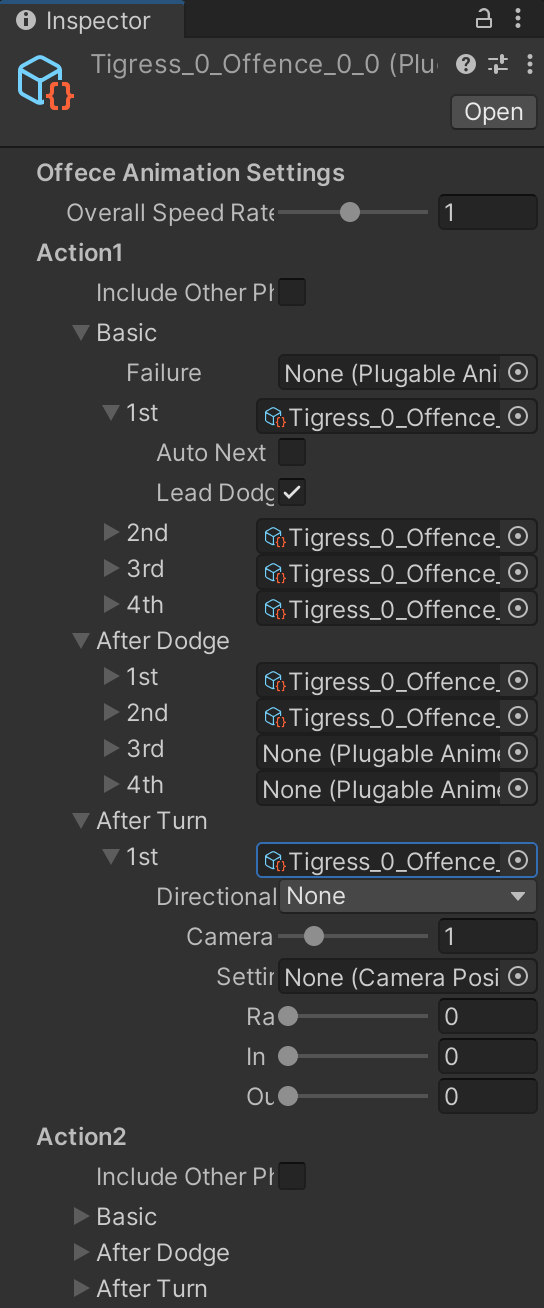 Inspector
Tigress_0_Offence_0_0 (Plu
Open
Offece Animation Settings
Overall Speed Rate 1
Action1
Include Other Ph
Basic
Failure None (Plugable Ani
1st Tigress_0_Offence_
Auto Next
Lead Dodg
2nd Tigress_0_Offence_
3rd Tigress_0_Offence_
4th Tigress_0_Offence_
After Dodge
1st Tigress_0_Offence_
2nd Tigress_0_Offence_
3rd None (Plugable Anime
4th None (Plugable Anime
After Turn
1st Tigress_0_Offence_
Directional None
Camera 1
Settin None (Camera Posi
Ra 0
In 0
Ou 0
Action2
Include Other Ph
Basic
After Dodge
After Turn